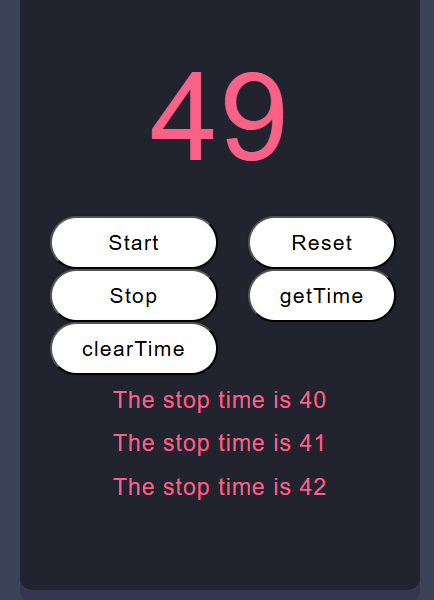 49
Start Reset
Stop getTime
clearTime
The stop time is 40
The stop time is 41
The stop time is 42